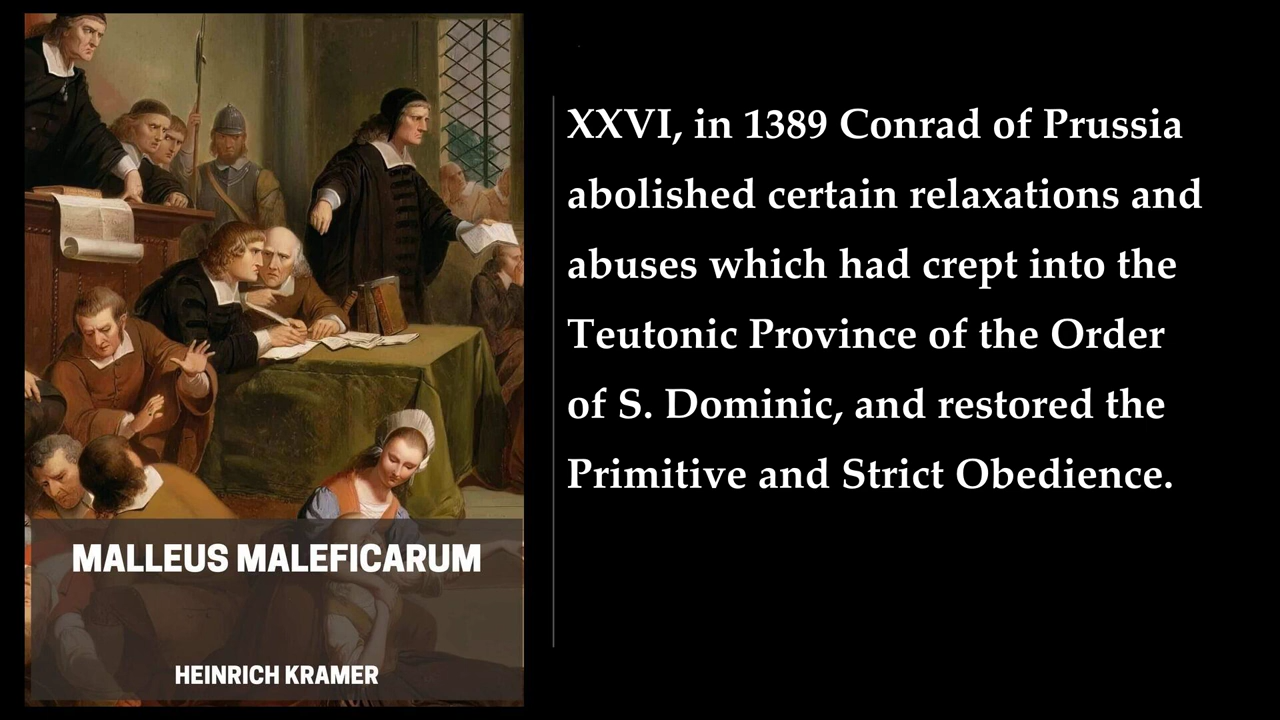 MALLEUS MALEFICARUM
HEINRICH KRAMER
XXVI, in 1389 Conrad of Prussia
abolished certain relaxations and
abuses which had crept into the
Teutonic Province of the Order
of S. Dominic, and restored the
Primitive and Strict Obedience.